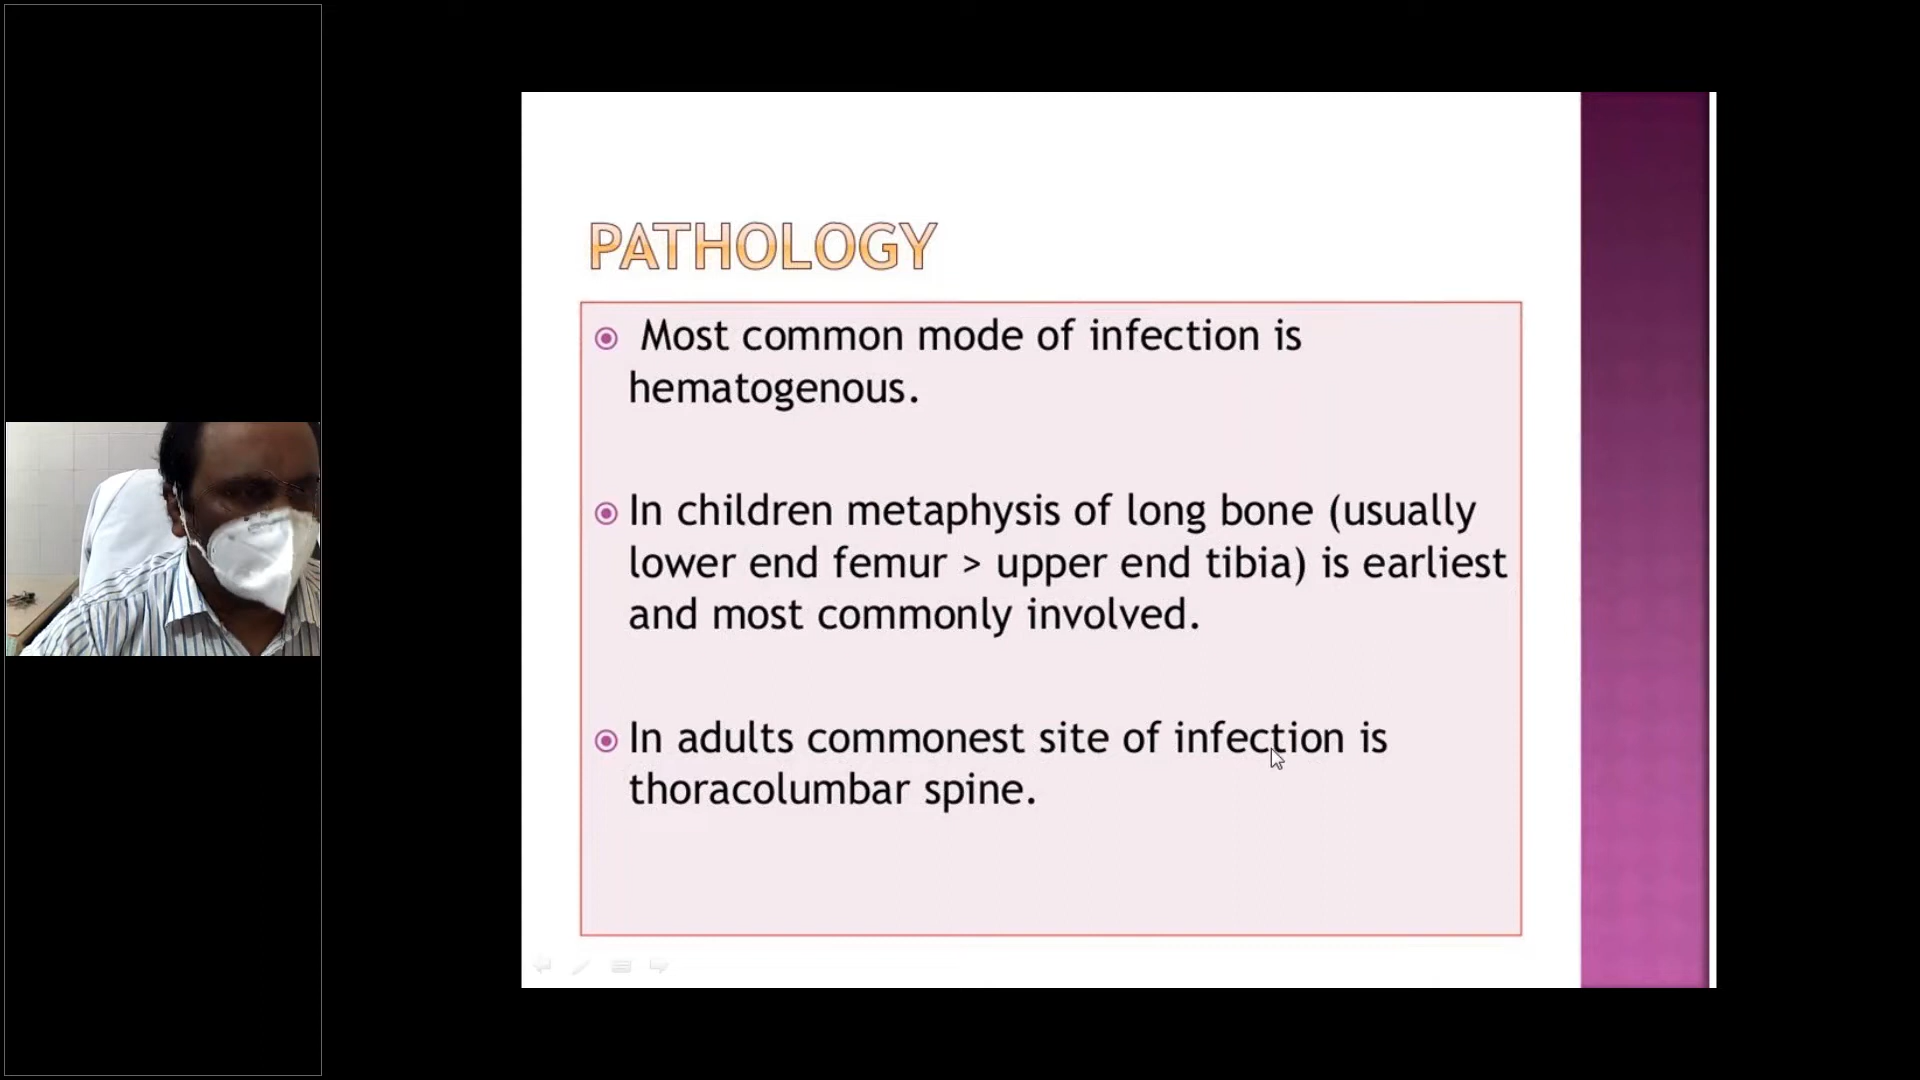 PATHOLOGY
Most common mode of infection is
hematogenous.
In children metaphysis of long bone (usually
lower end femur > upper end tibia) is earliest
and most commonly involved.
In adults commonest site of infection is
thoracolumbar spine.